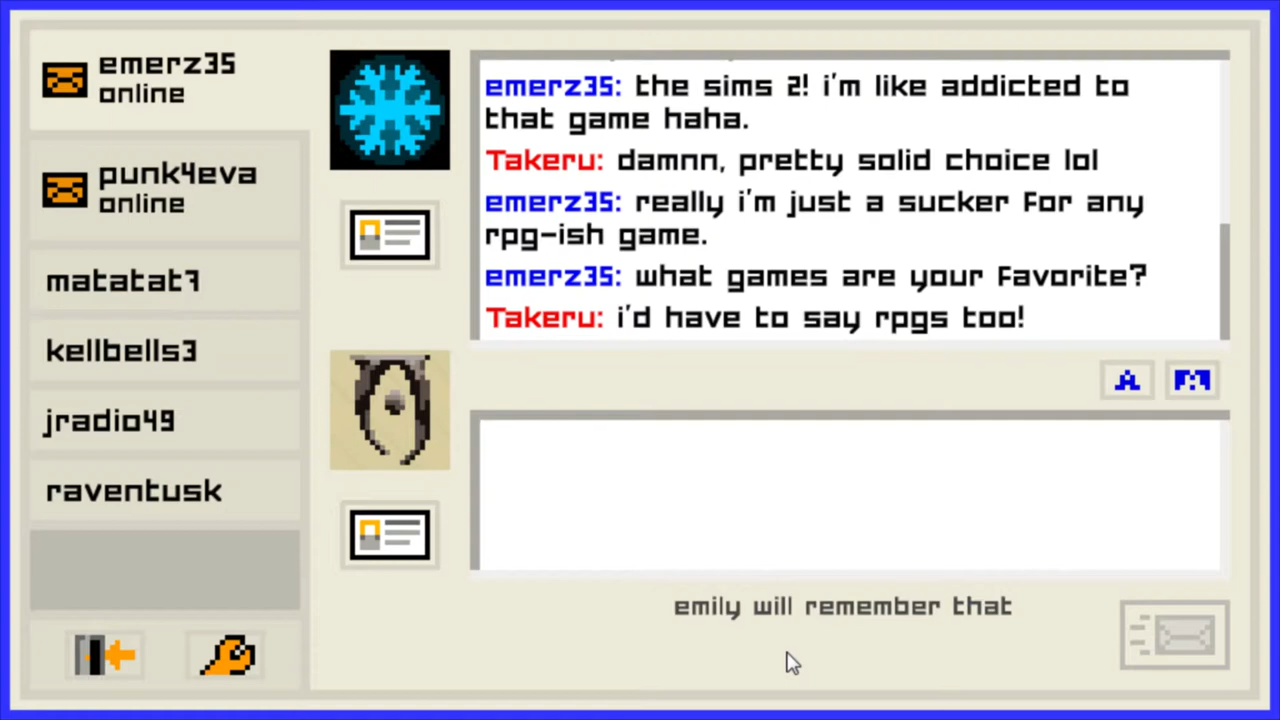 emerz35
online
punk4eva
online
matatat7
kellbells3
jradio49
raventusk
emerz35: the sims 2! i'm like addicted to
that game haha.
Takeru: damnn, pretty solid choice lol
emerz35: really i'm just a sucker for any
rpg-ish game.
emerz35: what games are your favorite?
Takeru: i'd have to say rpgs too!
A
emily will remember that